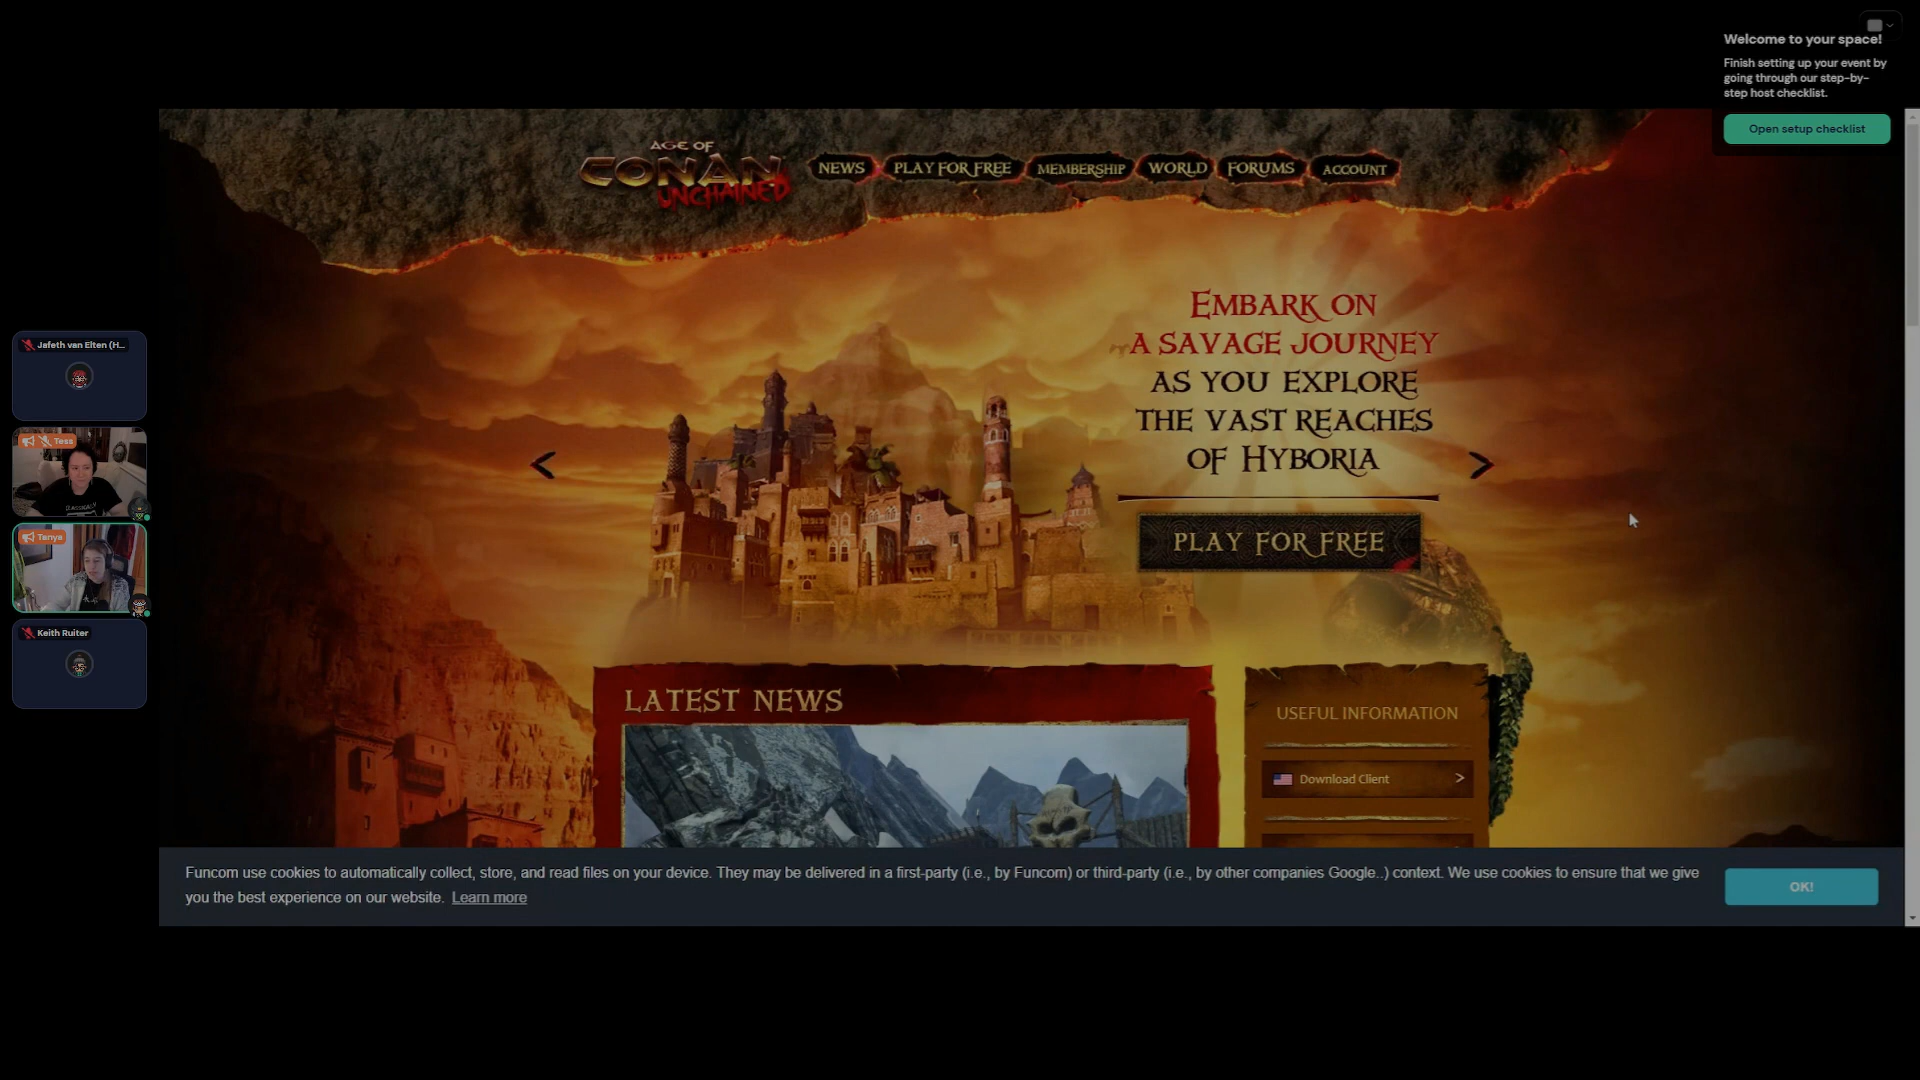 Welcome to your space!
Finish setting up your event by
going through our step-by-
step host checklist.
Open setup checklist
AGE OF
CONAN
UNCHAINED
NEWS
PLAY FOR FREE
MEMBERSHIP
WORLD
FORUMS
ACCOUNT
EMBARK ON
A SAVAGE JOURNEY
AS YOU EXPLORE
THE VAST REACHES
OF HYBORIA
PLAY FOR FREE
Jafeth van Elten (H...
Tess
Tanya
Keith Ruiter
LATEST NEWS
USEFUL INFORMATION
Download Client
Funcom use cookies to automatically collect, store, and read files on your device. They may be delivered in a first-party (i.e., by Funcom) or third-party (i.e., by other companies Google..) context. We use cookies to ensure that we give
you the best experience on our website. Learn more
OK!